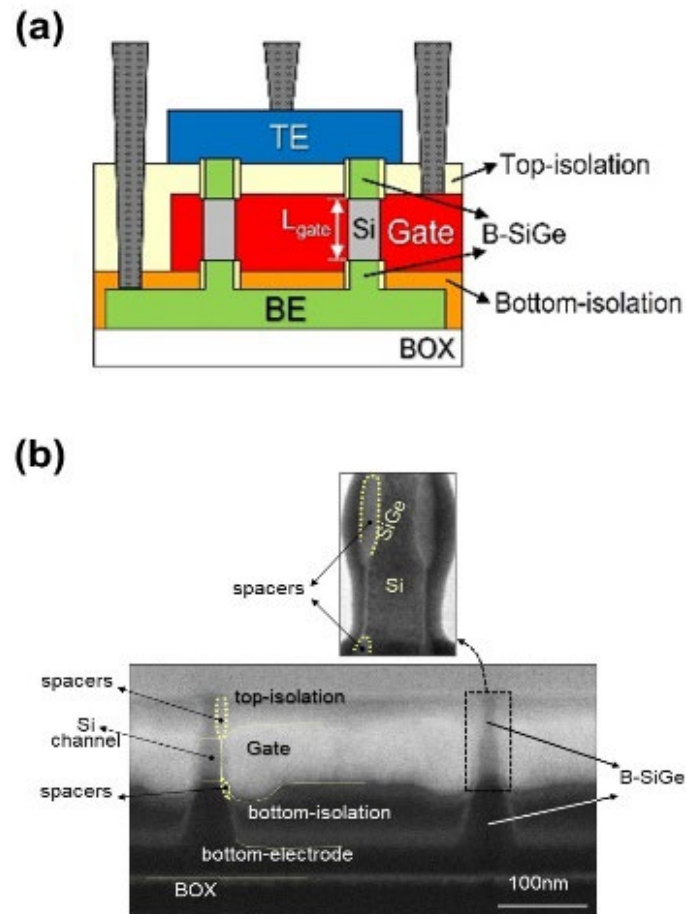 (a)
TE
Top-isolation
Lgate
Si
Gate
B-SiGe
BE
Bottom-isolation
BOX
(b)
SiGe
spacers
Si
spacers
top-isolation
Si
channel
Gate
spacers
B-SiGe
bottom-isolation
bottom-electrode
BOX
100nm